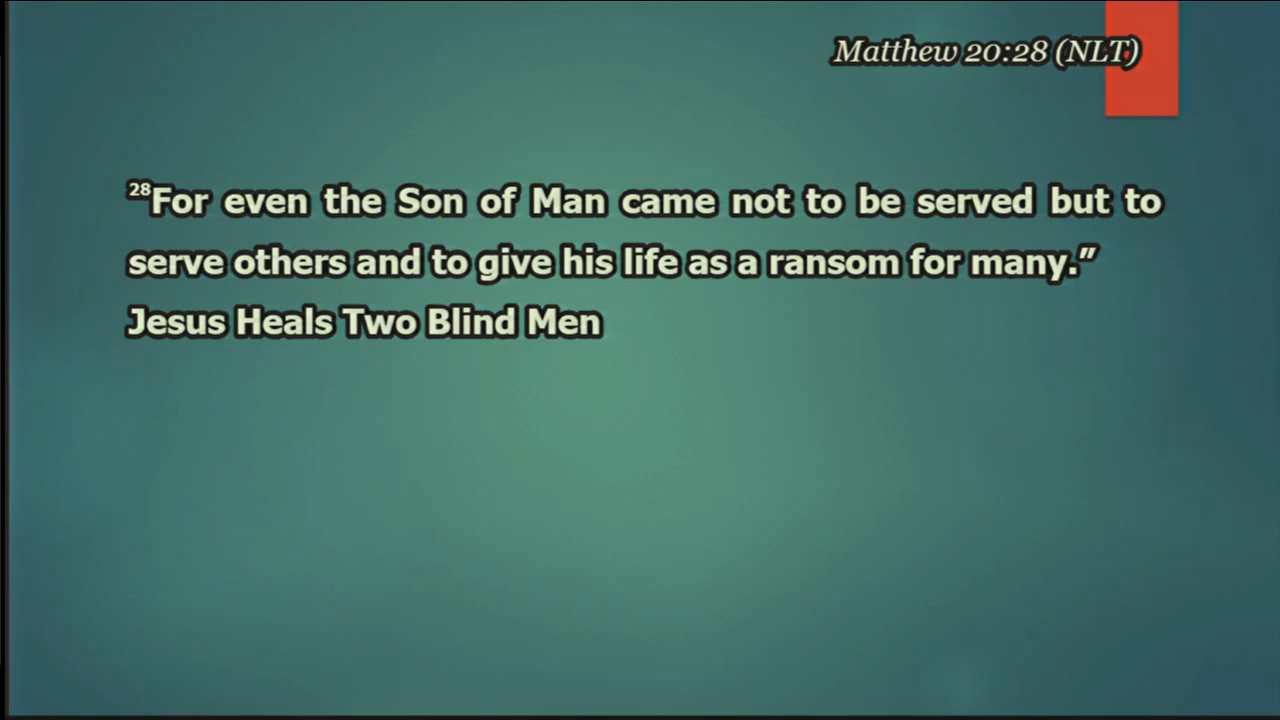 Matthew 20:28 (NLT)
28For even the Son of Man came not to be served but to
serve others and to give his life as a ransom for many.”
Jesus Heals Two Blind Men